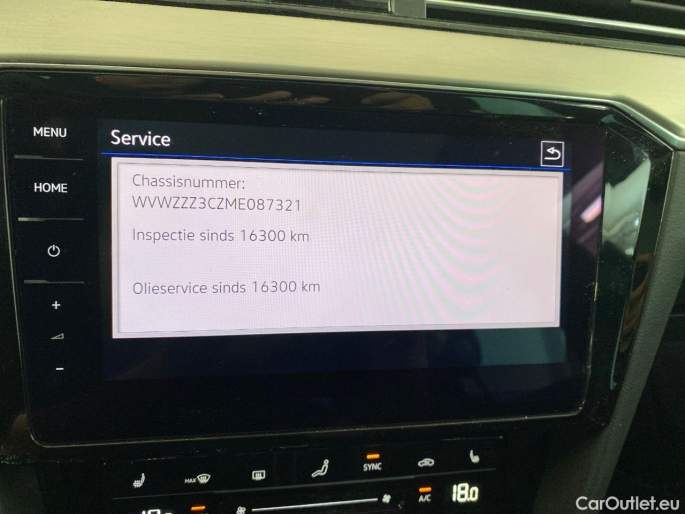 MENU
Service
HOME
Chassisnummer:
WVWZZZ3CZME087321
Inspectie sinds 16300 km
Olieservice sinds 16300 km
+
-
MAX
SYNC
A/C
18.0
CarOutlet.eu